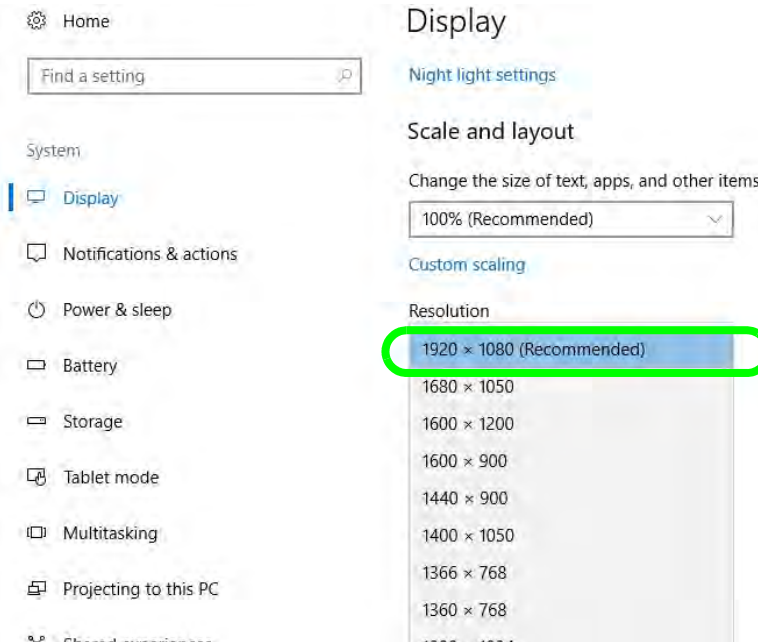 Home
Find a setting
System
Display
Notifications & actions
Power & sleep
Battery
Storage
Tablet mode
Multitasking
Projecting to this PC
Display
Night light settings
Scale and layout
Change the size of text, apps, and other items
100% (Recommended)
Custom scaling
Resolution
1920 × 1080 (Recommended)
1680 × 1050
1600 × 1200
1600 × 900
1440 × 900
1400 × 1050
1366 × 768
1360 × 768